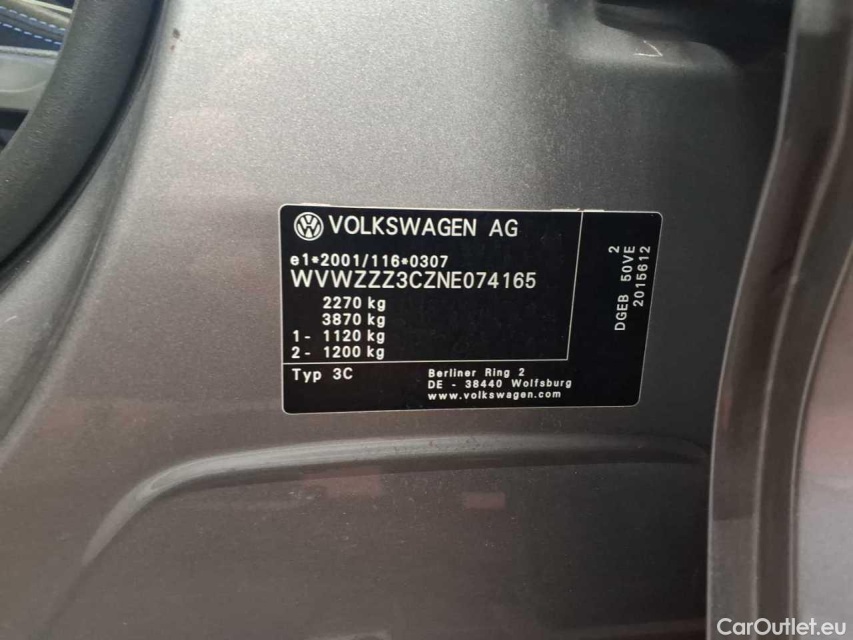 VOLKSWAGEN AG
e1*2001/116*0307
WVWZZZ3CZNE074165
2270 kg
3870 kg
1- 1120 kg
2- 1200 kg
Typ 3C
Berliner Ring 2
DE - 38440 Wolfsburg
www.volkswagen.com
2
DGEB 50VE
2015612
CarOutlet.eu